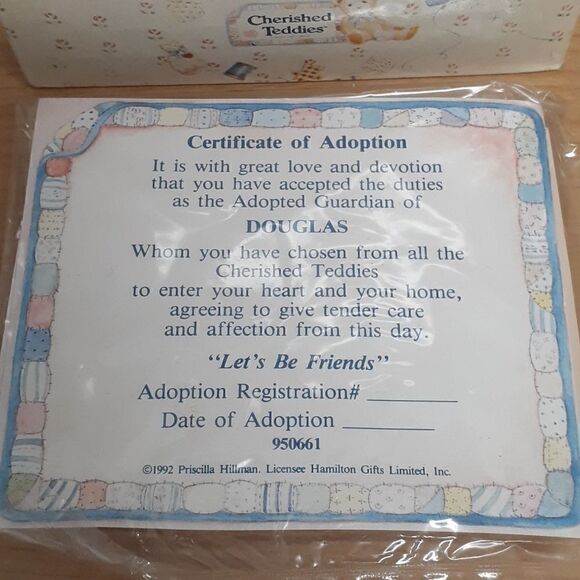 Cherished
Teddies
Certificate of Adoption
It is with great love and devotion
that you have accepted the duties
as the Adopted Guardian of
DOUGLAS
Whom you have chosen from all the
Cherished Teddies
to enter your heart and your home,
agreeing to give tender care
and affection from this day.
"Let's Be Friends"
Adoption Registration# ________
Date of Adoption ________
950661
©1992 Priscilla Hillman. Licensee Hamilton Gifts Limited, Inc.